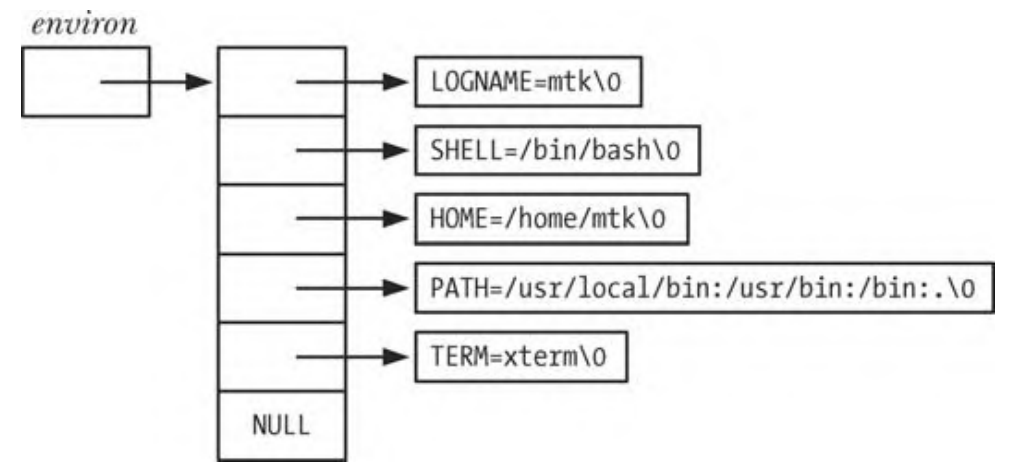 environ
LOGNAME=mtk\0
SHELL=/bin/bash\0
HOME=/home/mtk\0
PATH=/usr/local/bin:/usr/bin:/bin:.\0
TERM=xterm\0
NULL